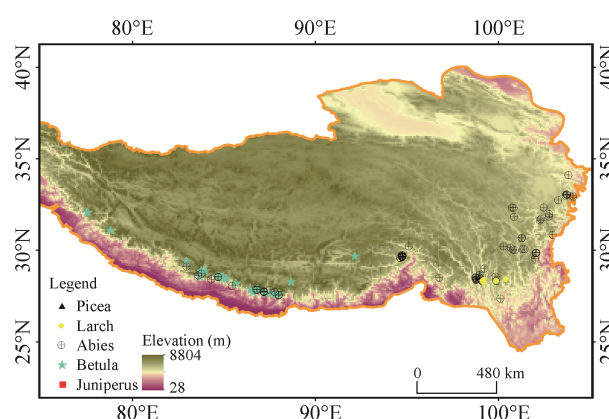 80°E 90°E 100°E
40°N 40°N
35°N 35°N
30°N 30°N
25°N 25°N
Legend
Picea
Larch
Abies
Betula
Juniperus
Elevation (m)
8804
28
0 480 km
80°E 90°E 100°E